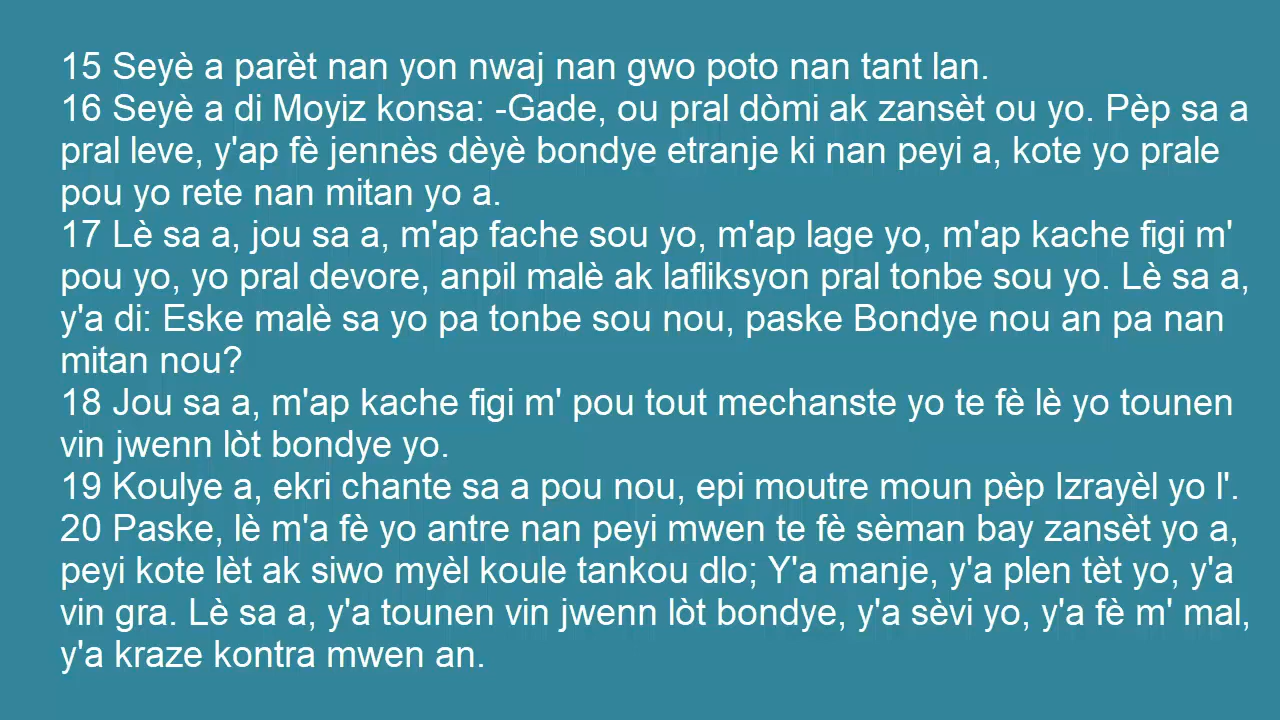 15 Seyè a parèt nan yon nwaj nan gwo poto nan tant lan.
16 Seyè a di Moyiz konsa: -Gade, ou pral dòmi ak zansèt ou yo. Pèp sa a
pral leve, y'ap fè jennès dèyè bondye etranje ki nan peyi a, kote yo prale
pou yo rete nan mitan yo a.
17 Lè sa a, jou sa a, m'ap fache sou yo, m'ap lage yo, m'ap kache figi m'
pou yo, yo pral devore, anpil malè ak lafliksyon pral tonbe sou yo. Lè sa a,
y'a di: Eske malè sa yo pa tonbe sou nou, paske Bondye nou an pa nan
mitan nou?
18 Jou sa a, m'ap kache figi m' pou tout mechanste yo te fè lè yo tounen
vin jwenn lòt bondye yo.
19 Koulye a, ekri chante sa a pou nou, epi moutre moun pèp Izrayèl yo l'.
20 Paske, lè m'a fè yo antre nan peyi mwen te fè sèman bay zansèt yo a,
peyi kote lèt ak siwo myèl koule tankou dlo; Y'a manje, y'a plen tèt yo, y'a
vin gra. Lè sa a, y'a tounen vin jwenn lòt bondye, y'a sèvi yo, y'a fè m' mal,
y'a kraze kontra mwen an.